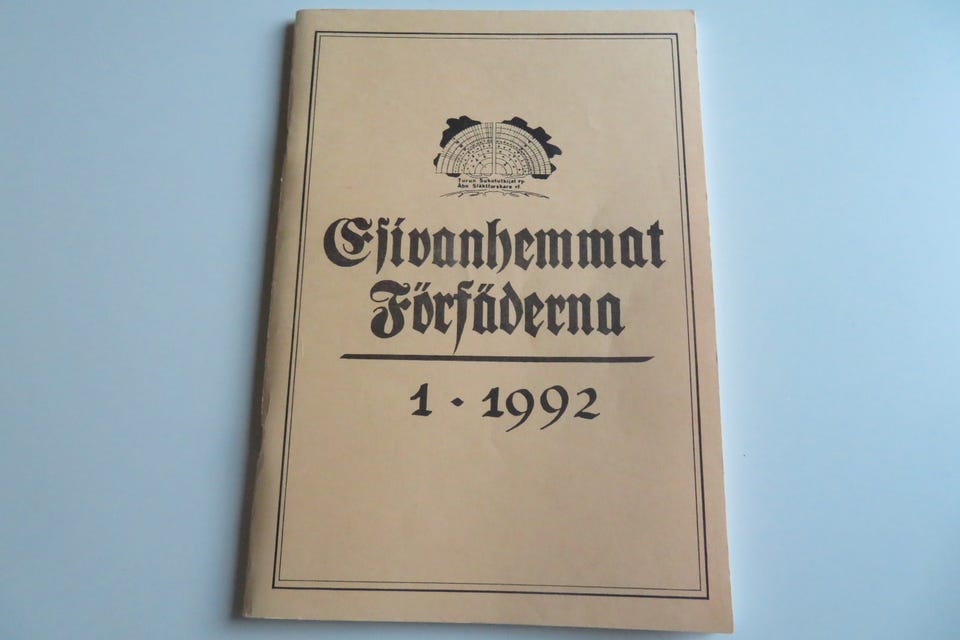 Turun Sukututkijat ry
Åbo Släktforskare rf
Esivanhemmat
Förfäderna
1 · 1992